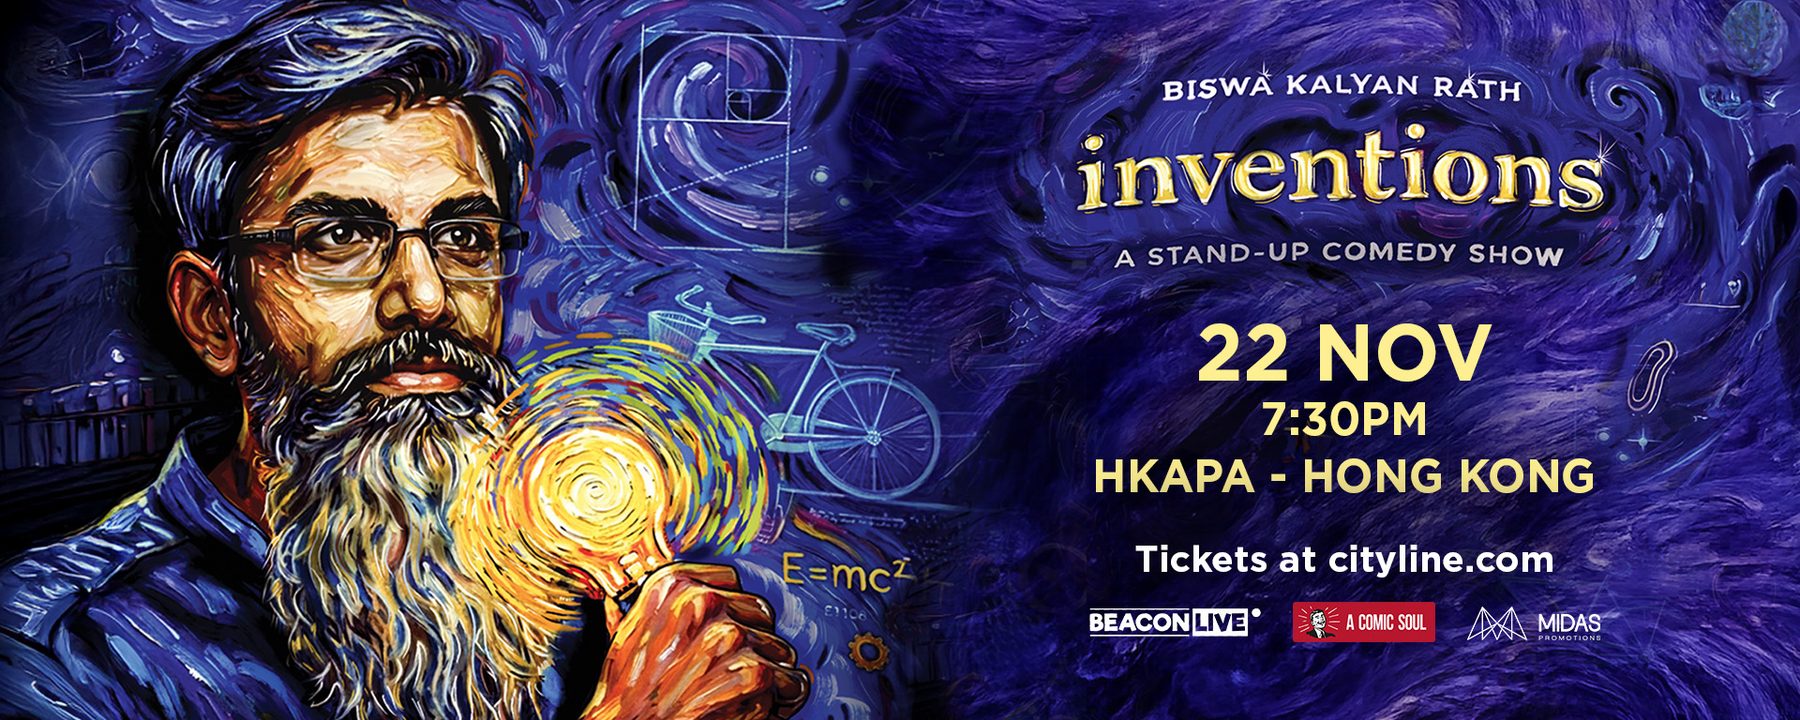 BISWA KALYAN RATH
inventions
A STAND-UP COMEDY SHOW
22 NOV
7:30PM
HKAPA - HONG KONG
Tickets at cityline.com
BEACON LIVE
A COMIC SOUL
MIDAS
PROMOTIONS
E=mc²